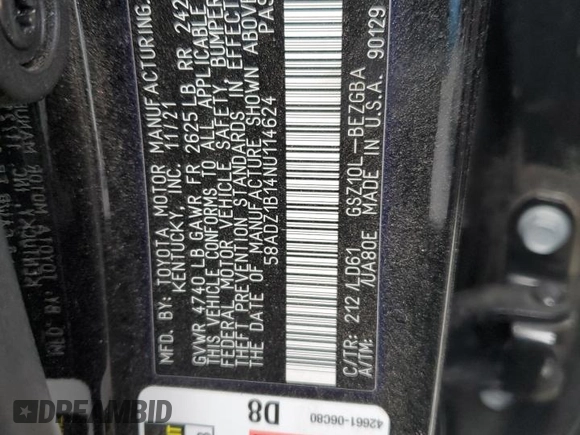 MFD. BY: TOYOTA MOTOR MANUFACTURING,
KENTUCKY, INC. 11/21
GVWR 4740 LB GAWR FR 2625 LB RR 242
THIS VEHICLE CONFORMS TO ALL APPLICABLE
FEDERAL MOTOR VEHICLE SAFETY, BUMPER
THEFT PREVENTION STANDARDS IN EFFECT
THE DATE OF MANUFACTURE SHOWN ABOVE
58ADZ1B14NU114624 PAS
C/TR: 212 /LD61 GSZ10L-BEZGBA
A/TM: /UA80E MADE IN U.S.A. 90129
D8
42661-06C80
DREAMBID